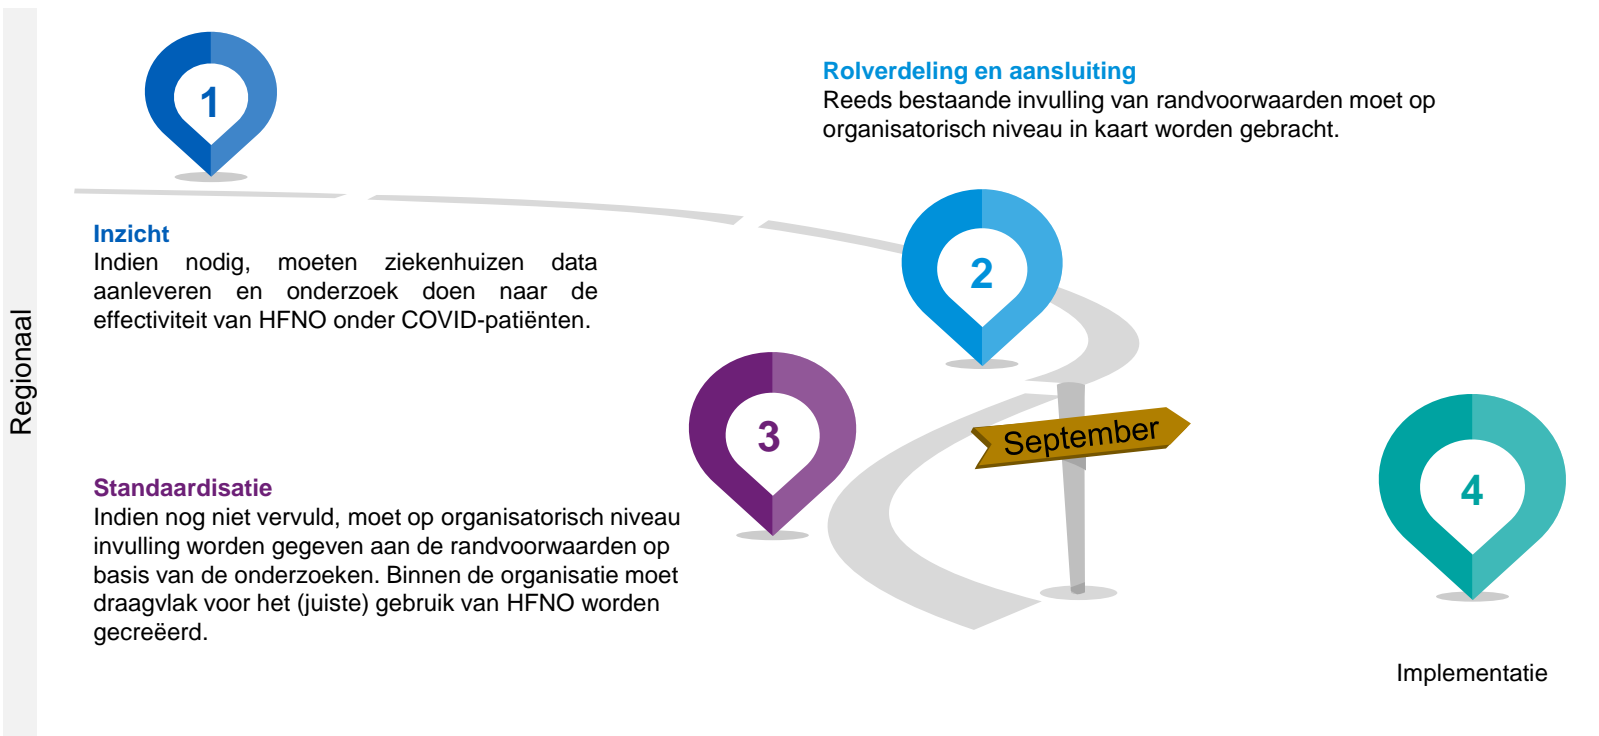 Regionaal
1
Inzicht
Indien nodig, moeten ziekenhuizen data
aanleveren en onderzoek doen naar de
effectiviteit van HFNO onder COVID-patiënten.
Rolverdeling en aansluiting
Reeds bestaande invulling van randvoorwaarden moet op
organisatorisch niveau in kaart worden gebracht.
2
3
Standaardisatie
Indien nog niet vervuld, moet op organisatorisch niveau
invulling worden gegeven aan de randvoorwaarden op
basis van de onderzoeken. Binnen de organisatie moet
draagvlak voor het (juiste) gebruik van HFNO worden
gecreëerd.
September
4
Implementatie